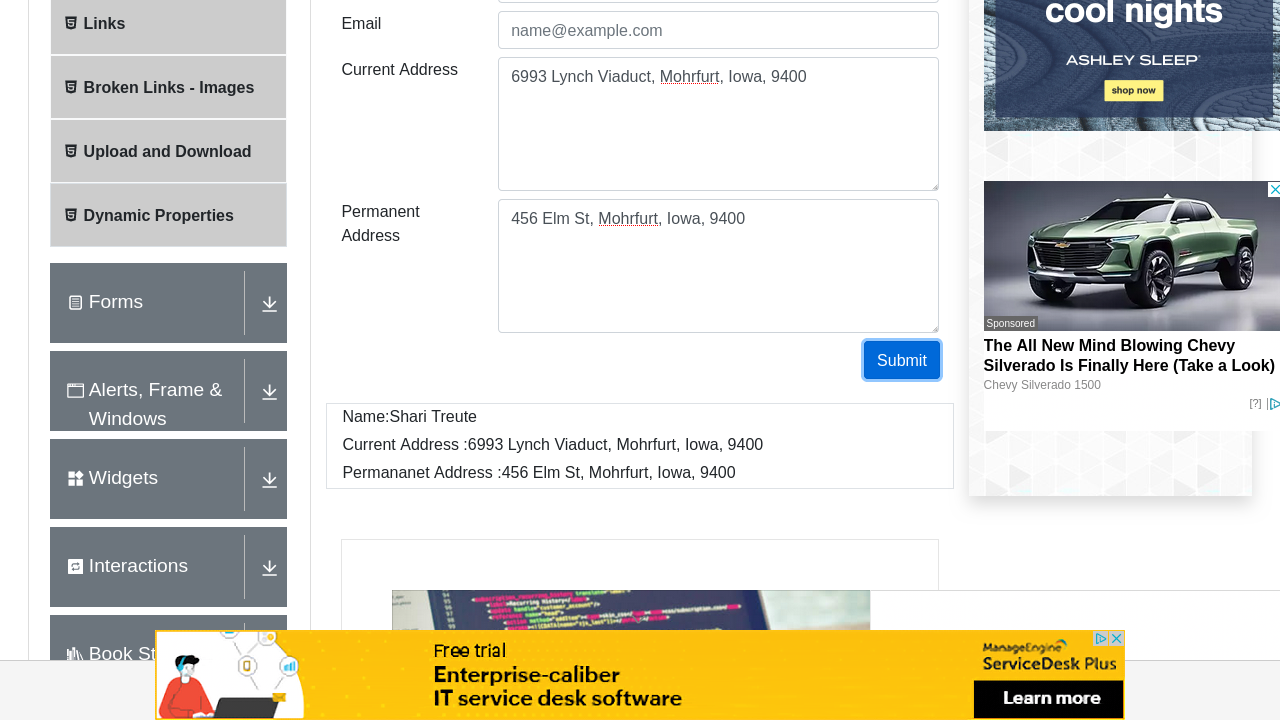 Links
Broken Links - Images
Upload and Download
Dynamic Properties
Forms
Alerts, Frame &
Windows
Widgets
Interactions
Book St
Email
name@example.com
Current Address
6993 Lynch Viaduct, Mohrfurt, Iowa, 9400
Permanent
Address
456 Elm St, Mohrfurt, Iowa, 9400
Submit
Name:Shari Treute
Current Address :6993 Lynch Viaduct, Mohrfurt, Iowa, 9400
Permananet Address :456 Elm St, Mohrfurt, Iowa, 9400
cool nights
ASHLEY SLEEP
shop now
Sponsored
The All New Mind Blowing Chevy
Silverado Is Finally Here (Take a Look)
Chevy Silverado 1500
[?]
Free trial
Enterprise-caliber
IT service desk software
ManageEngine
ServiceDesk Plus
Learn more